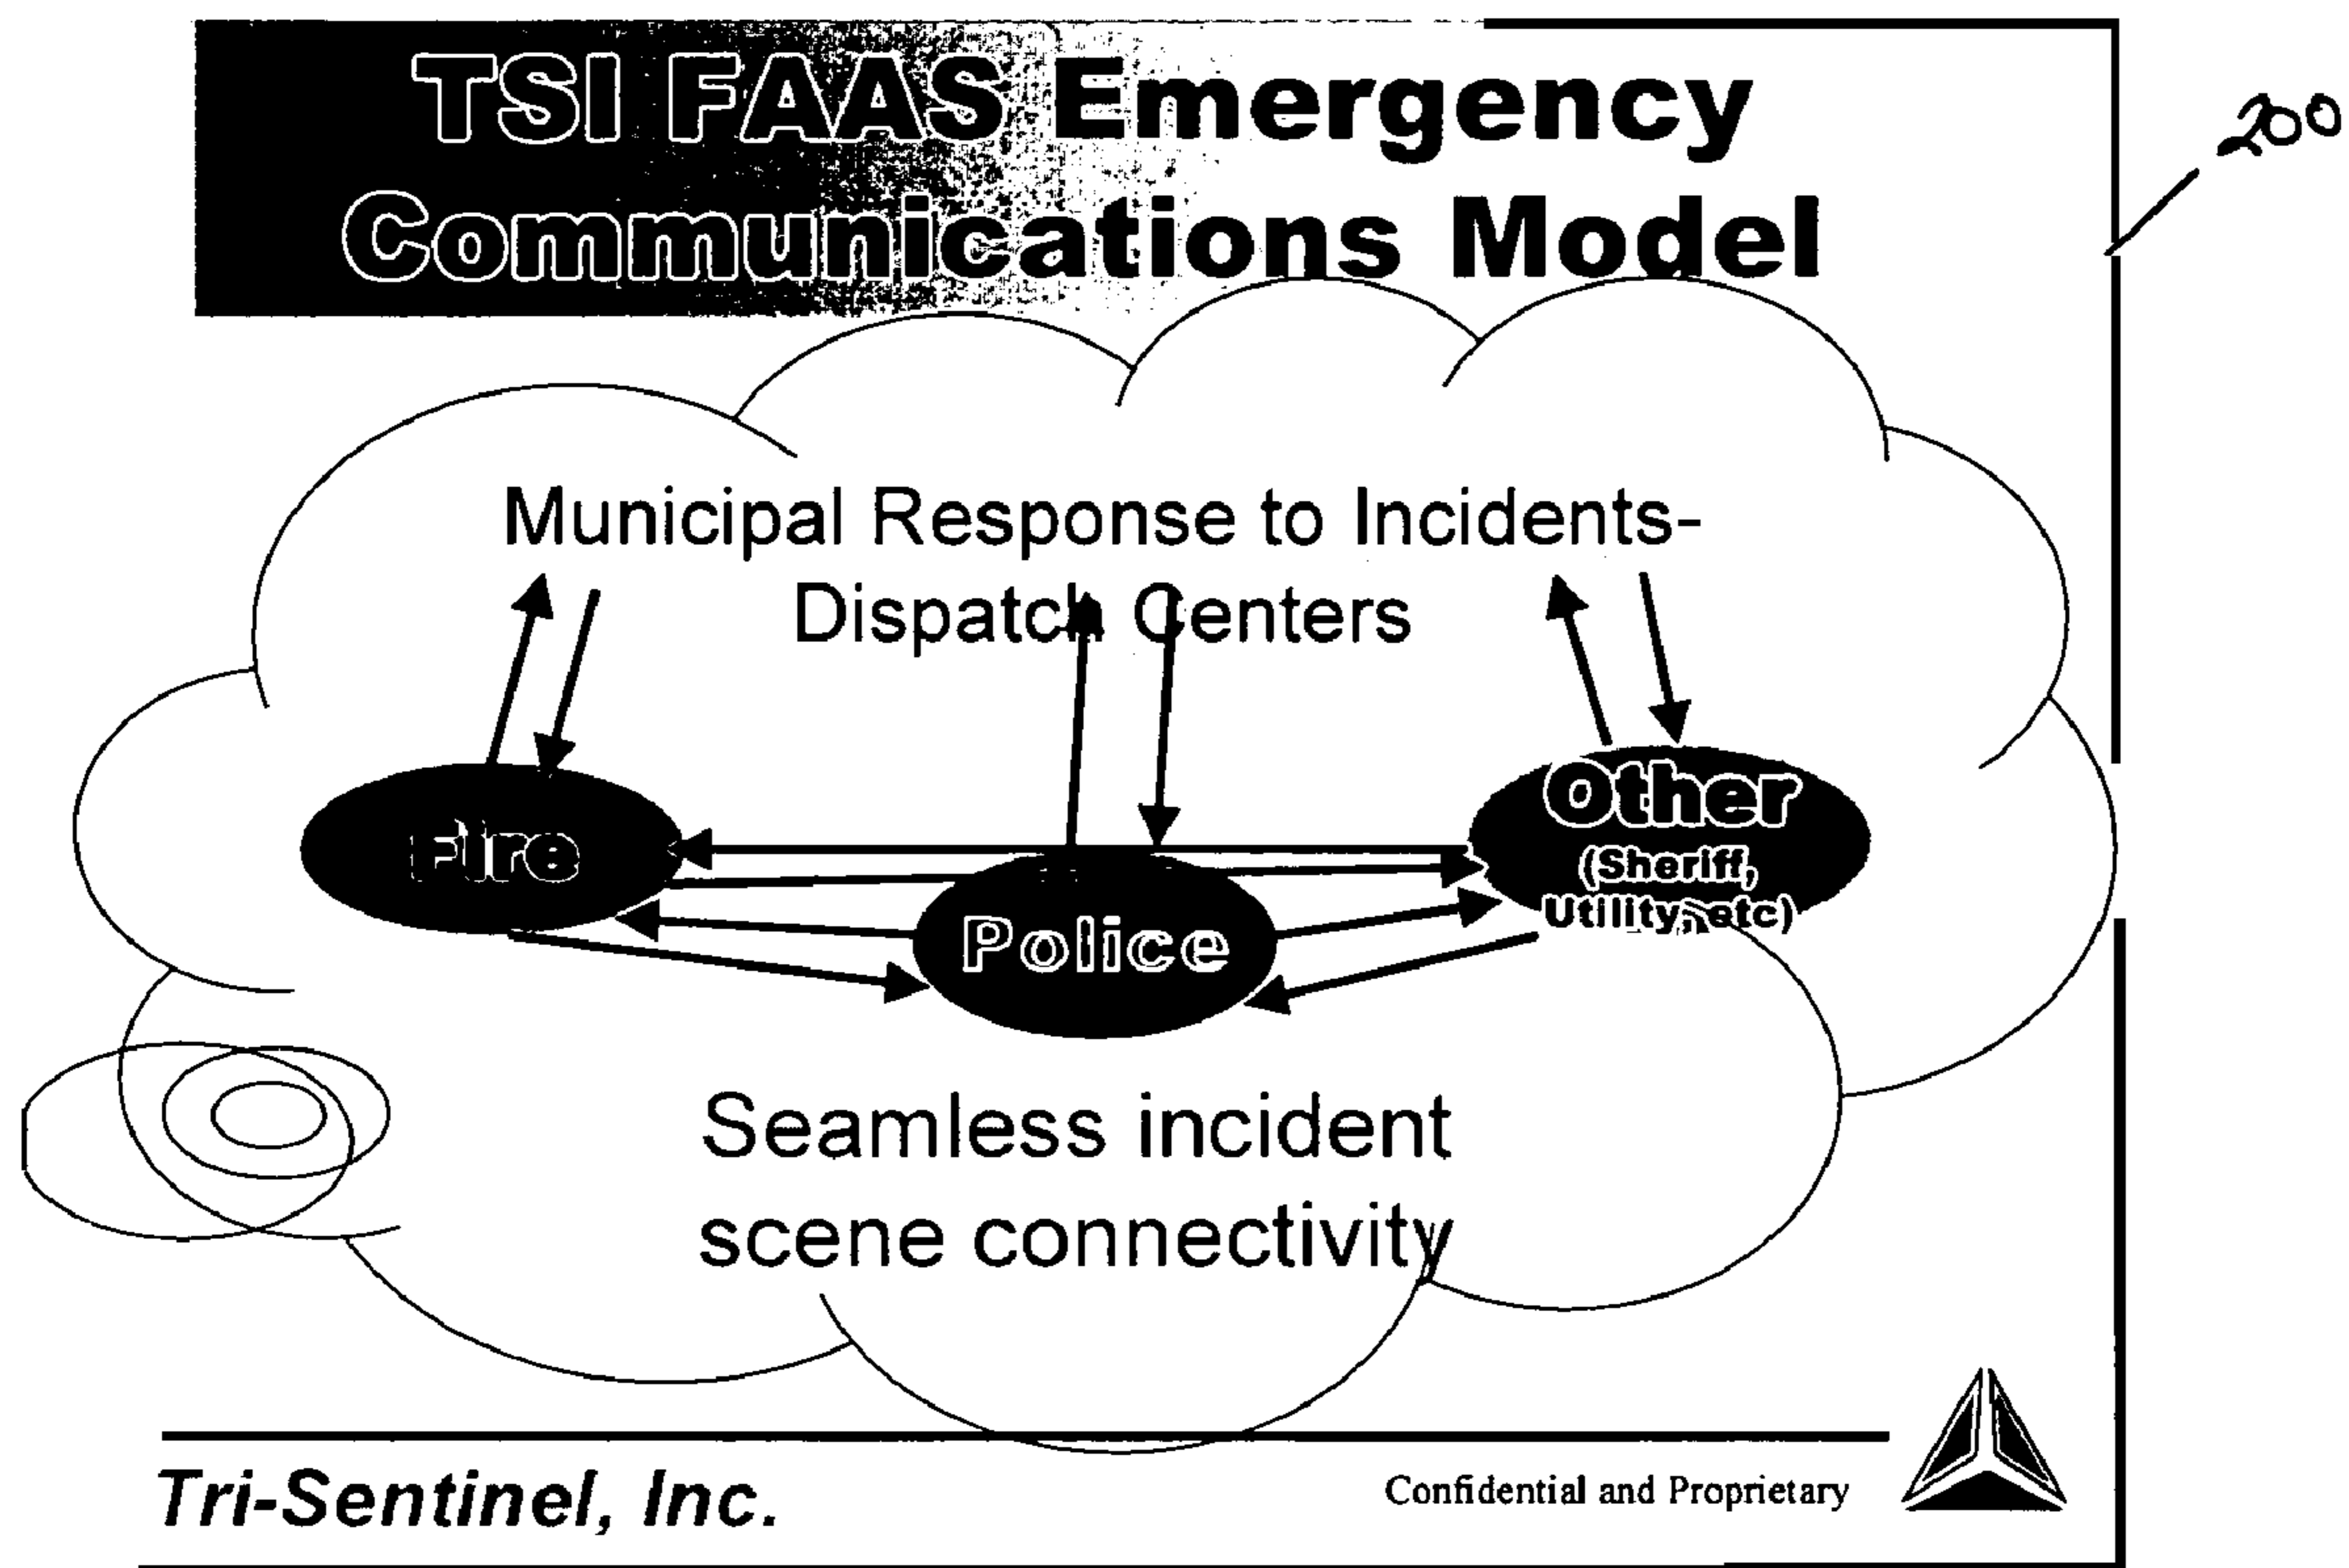 TSI FAAS Emergency
Communications Model
200
Municipal Response to Incidents-
Dispatch Centers
Fire
Police
Other
(Sheriff,
Utility, etc)
Seamless incident
scene connectivity
Tri-Sentinel, Inc.
Confidential and Proprietary